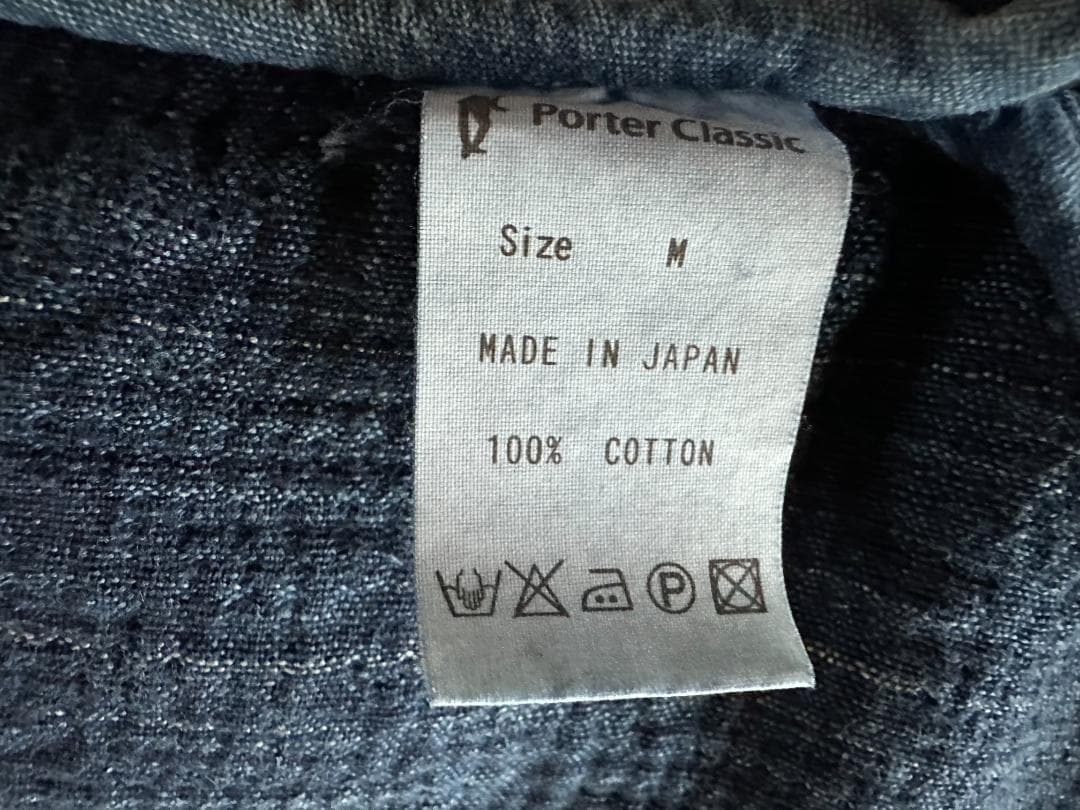 Porter Classic
Size M
MADE IN JAPAN
100% COTTON
P